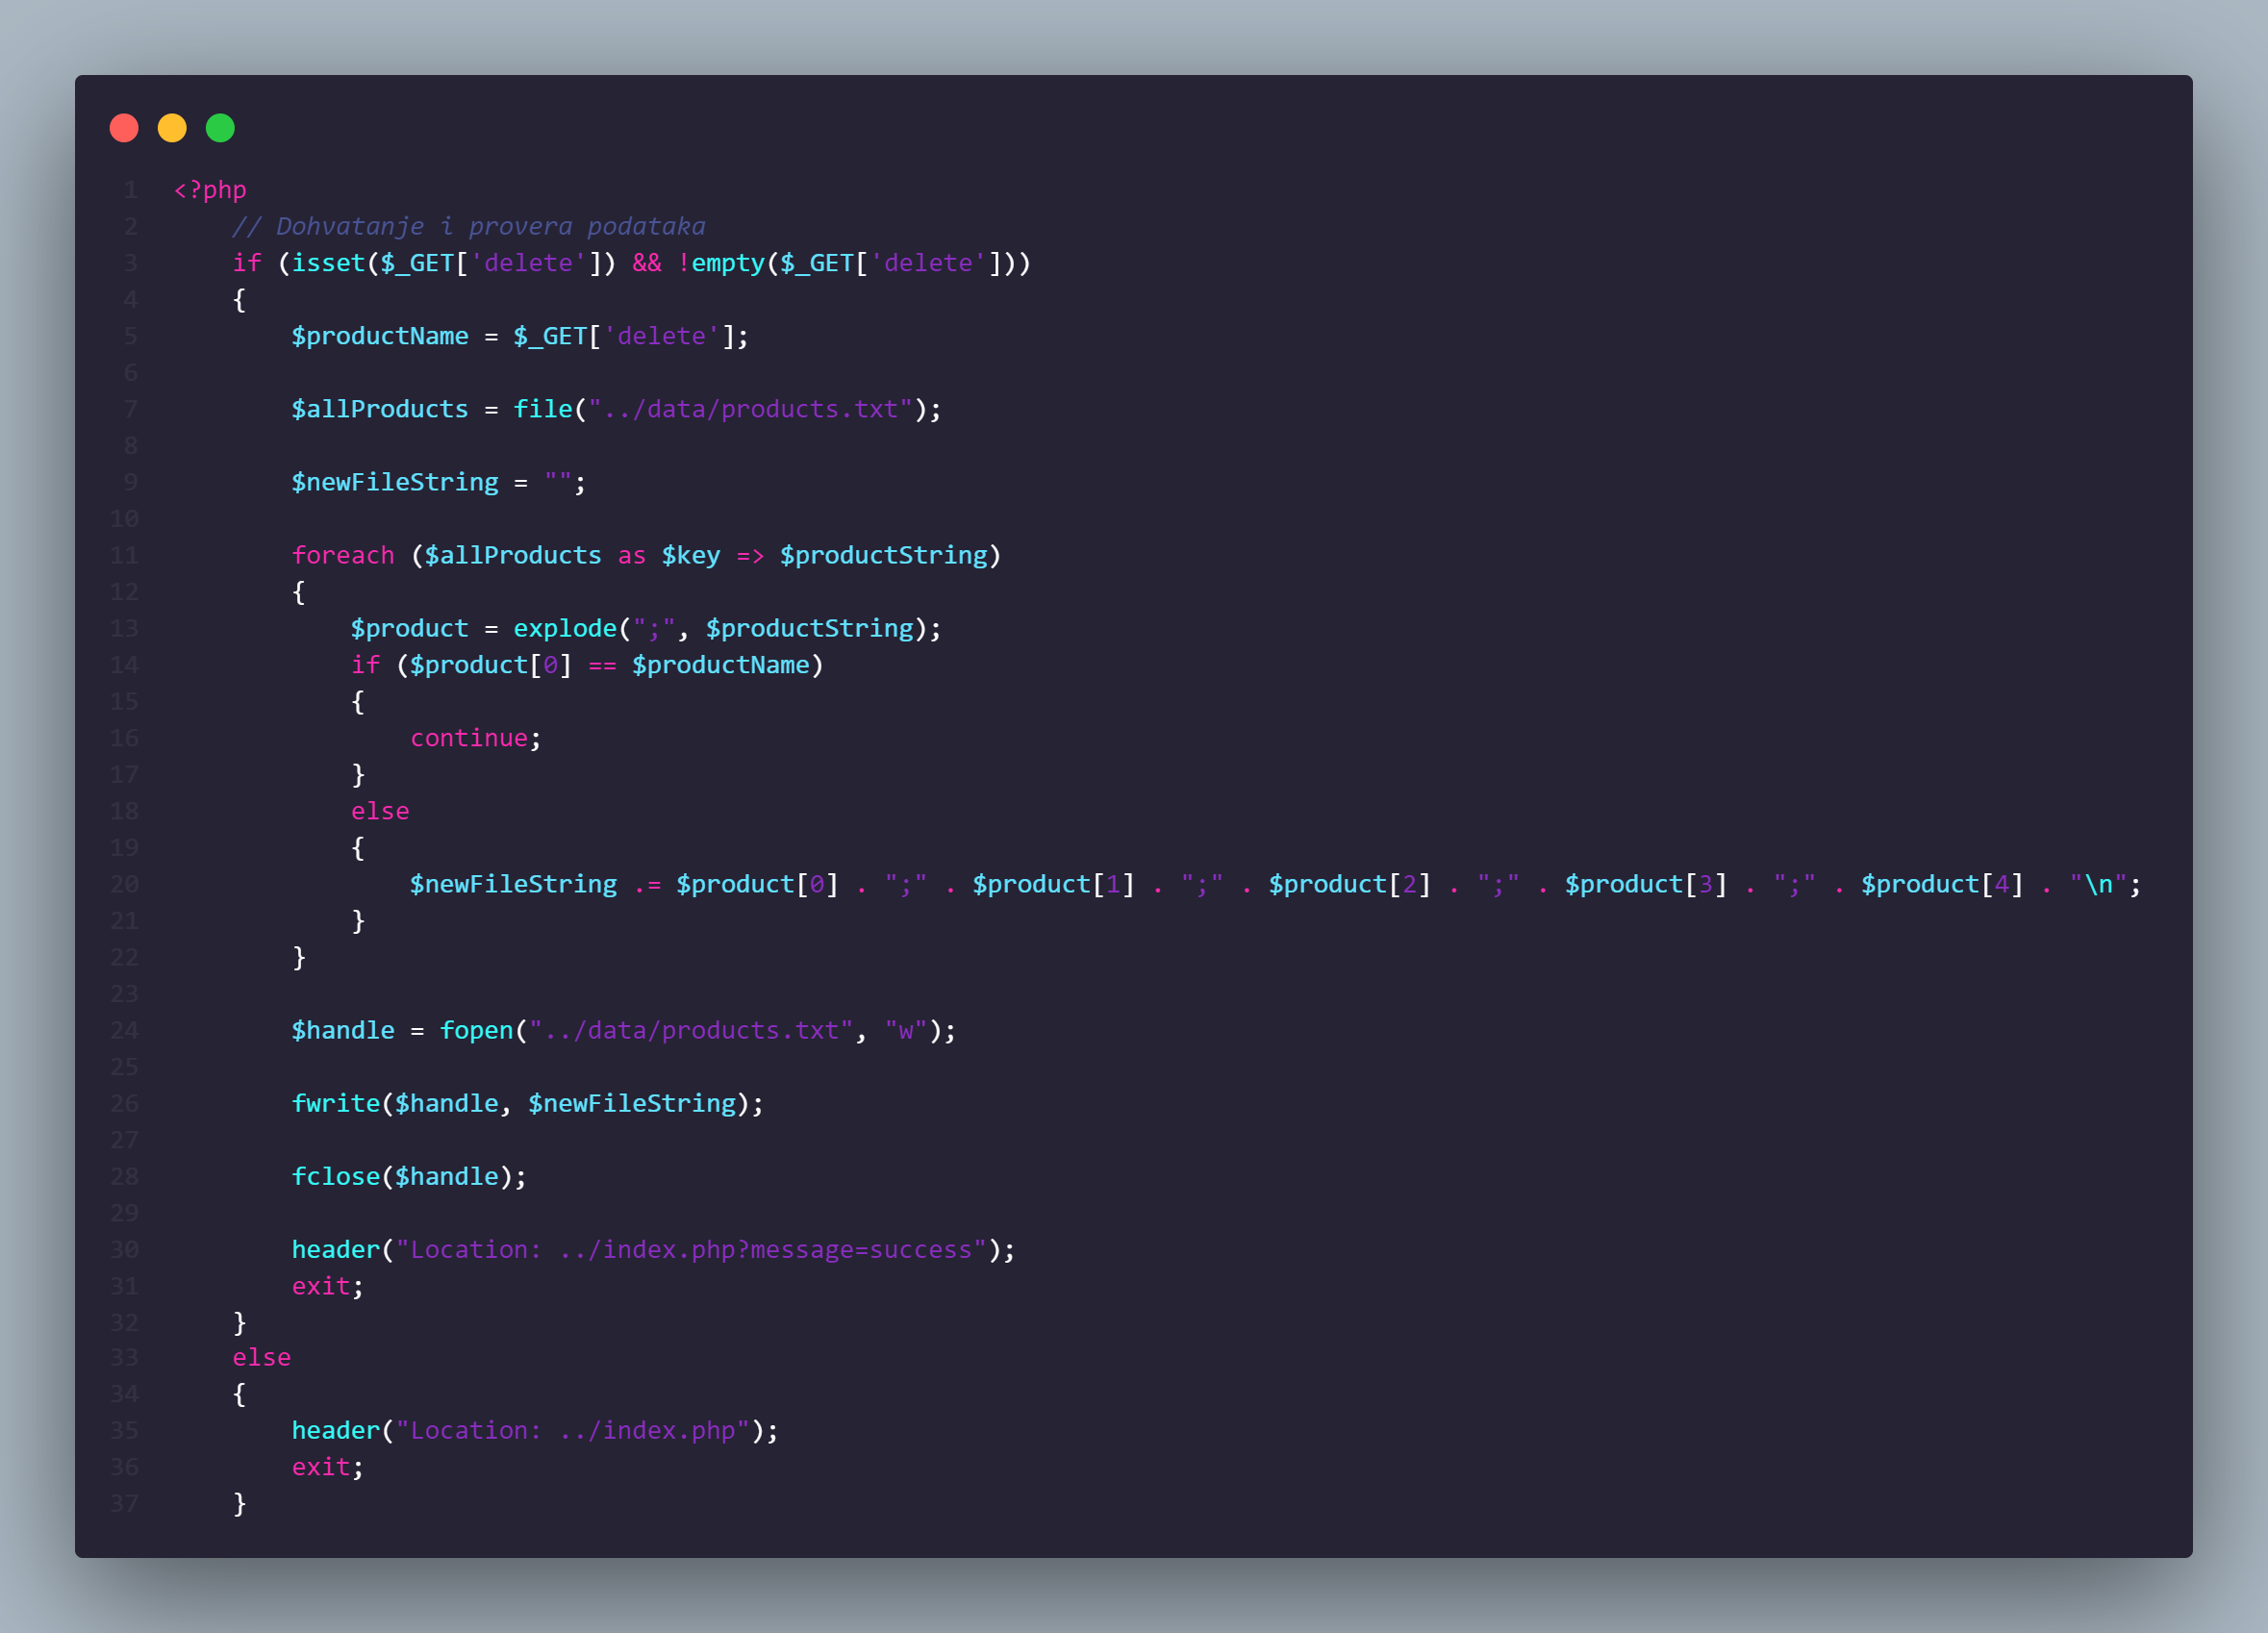 1 <?php
2 // Dohvatanje i provera podataka
3 if (isset($_GET['delete']) && !empty($_GET['delete']))
4 {
5 $productName = $_GET['delete'];
6
7 $allProducts = file("../data/products.txt");
8
9 $newFileString = "";
10
11 foreach ($allProducts as $key => $productString)
12 {
13 $product = explode(";", $productString);
14 if ($product[0] == $productName)
15 {
16 continue;
17 }
18 else
19 {
20 $newFileString .= $product[0] . ";" . $product[1] . ";" . $product[2] . ";" . $product[3] . ";" . $product[4] . "\n";
21 }
22 }
23
24 $handle = fopen("../data/products.txt", "w");
25
26 fwrite($handle, $newFileString);
27
28 fclose($handle);
29
30 header("Location: ../index.php?message=success");
31 exit;
32 }
33 else
34 {
35 header("Location: ../index.php");
36 exit;
37 }